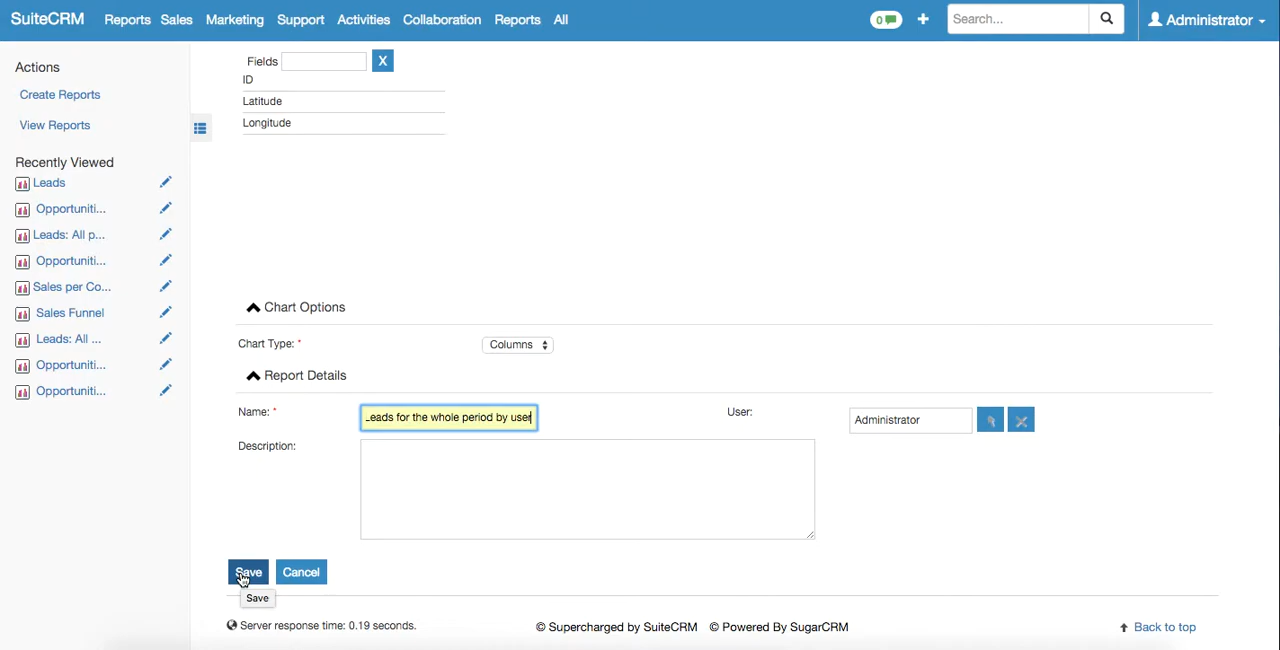 SuiteCRM Reports Sales Marketing Support Activities Collaboration Reports All 0 Search... Administrator
Actions
Create Reports
View Reports
Recently Viewed
Leads
Opportuniti...
Leads: All p...
Opportuniti...
Sales per Co...
Sales Funnel
Leads: All ...
Opportuniti...
Opportuniti...
Fields X
ID
Latitude
Longitude
Chart Options
Chart Type: * Columns
Report Details
Name: * Leads for the whole period by user User: Administrator
Description:
Save Cancel
Save
Server response time: 0.19 seconds. © Supercharged by SuiteCRM © Powered By SugarCRM Back to top